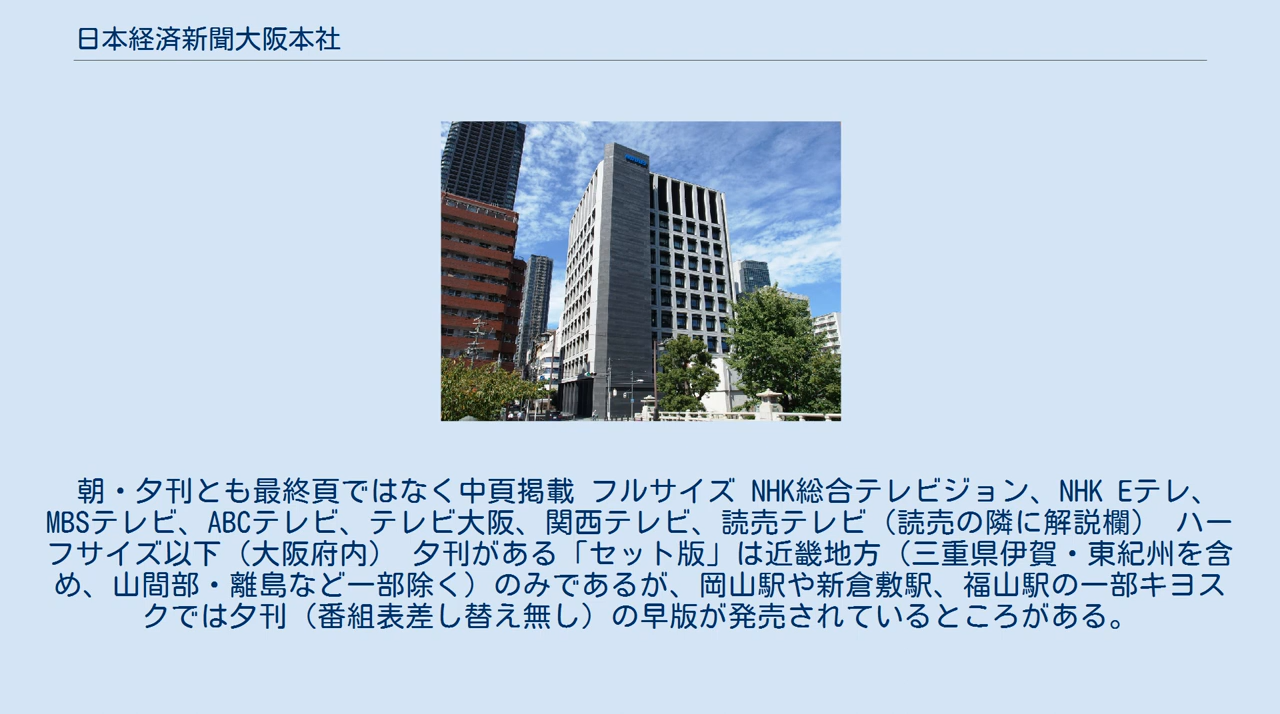 日本経済新聞大阪本社
朝・夕刊とも最終頁ではなく中頁掲載 フルサイズ NHK総合テレビジョン、NHK Eテレ、
MBSテレビ、ABCテレビ、テレビ大阪、関西テレビ、読売テレビ（読売の隣に解説欄） ハー
フサイズ以下（大阪府内） 夕刊がある「セット版」は近畿地方（三重県伊賀・東紀州を含
め、山間部・離島など一部除く）のみであるが、岡山駅や新倉敷駅、福山駅の一部キヨス
クでは夕刊（番組表差し替え無し）の早版が発売されているところがある。